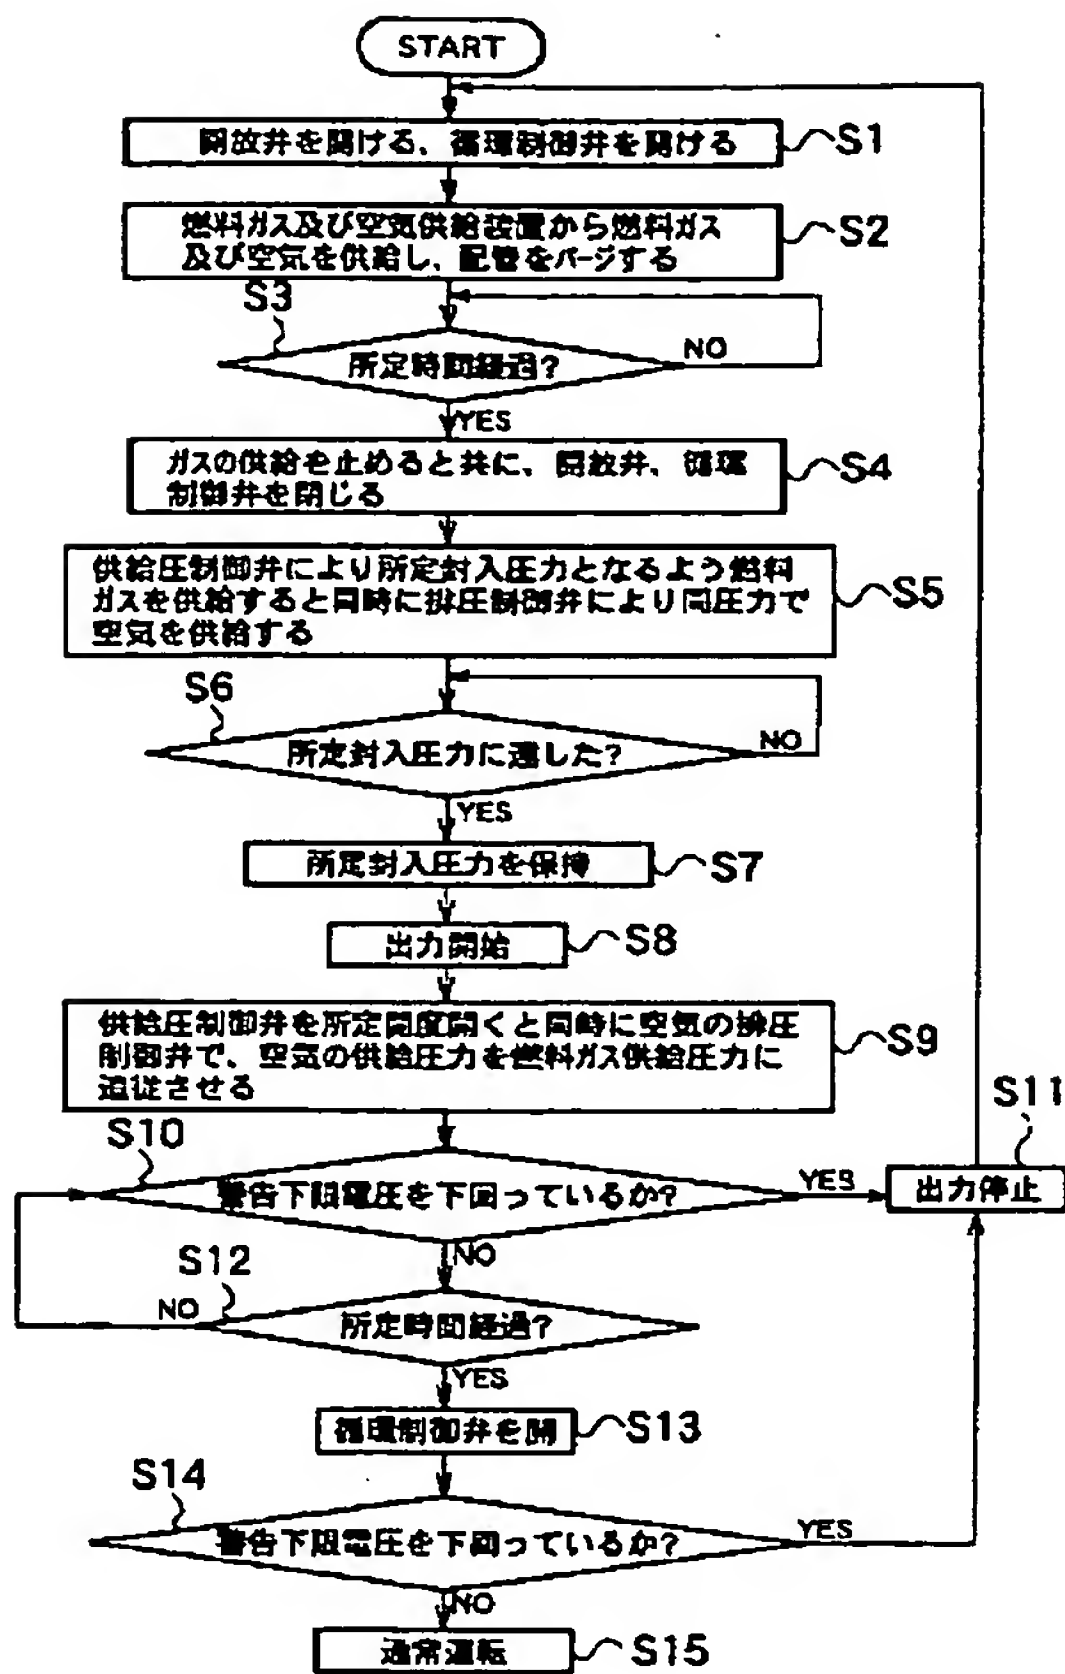 START
開放弁を開ける、循環制御弁を開ける
S1
燃料ガス及び空気供給装置から燃料ガス
及び空気を供給し、配管をパージする
S2
S3
所定時間経過?
NO
YES
ガスの供給を止めると共に、開放弁、循環
制御弁を閉じる
S4
供給圧制御弁により所定封入圧力となるよう燃料
ガスを供給すると同時に排圧制御弁により同圧力で
空気を供給する
S5
S6
所定封入圧力に達した?
NO
YES
所定封入圧力を保持
S7
出力開始
S8
供給圧制御弁を所定開度開くと同時に空気の排圧
制御弁で、空気の供給圧力を燃料ガス供給圧力に
追従させる
S9
S10
警告下限電圧を下回っているか?
YES
S11
出力停止
NO
S12
所定時間経過?
NO
YES
循環制御弁を開
S13
S14
警告下限電圧を下回っているか?
YES
NO
通常運転
S15